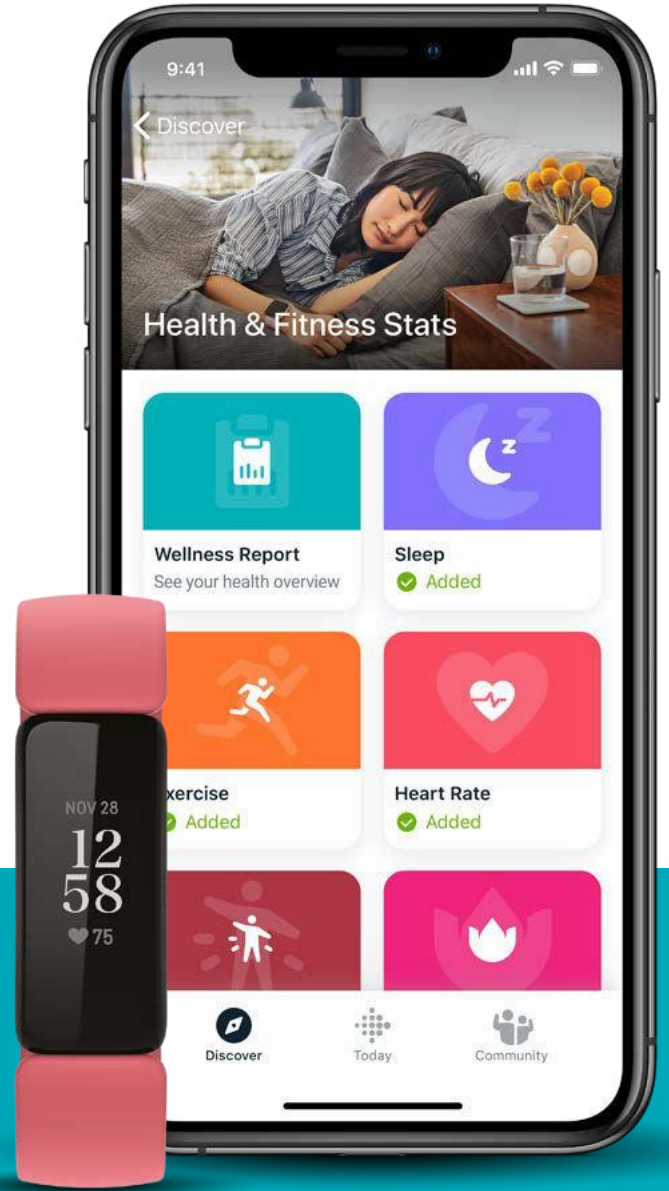 9:41
Discover
Health & Fitness Stats
Wellness Report
See your health overview
Sleep
Added
xercise
Added
Heart Rate
Added
NOV 28
12
58
75
Discover
Today
Community